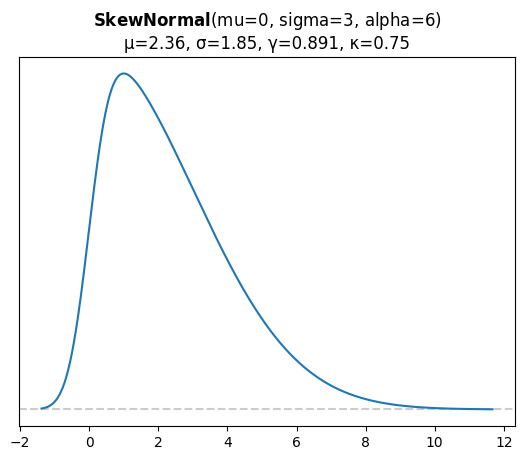 SkewNormal(mu=0, sigma=3, alpha=6)
μ=2.36, σ=1.85, γ=0.891, κ=0.75
−2 0 2 4 6 8 10 12